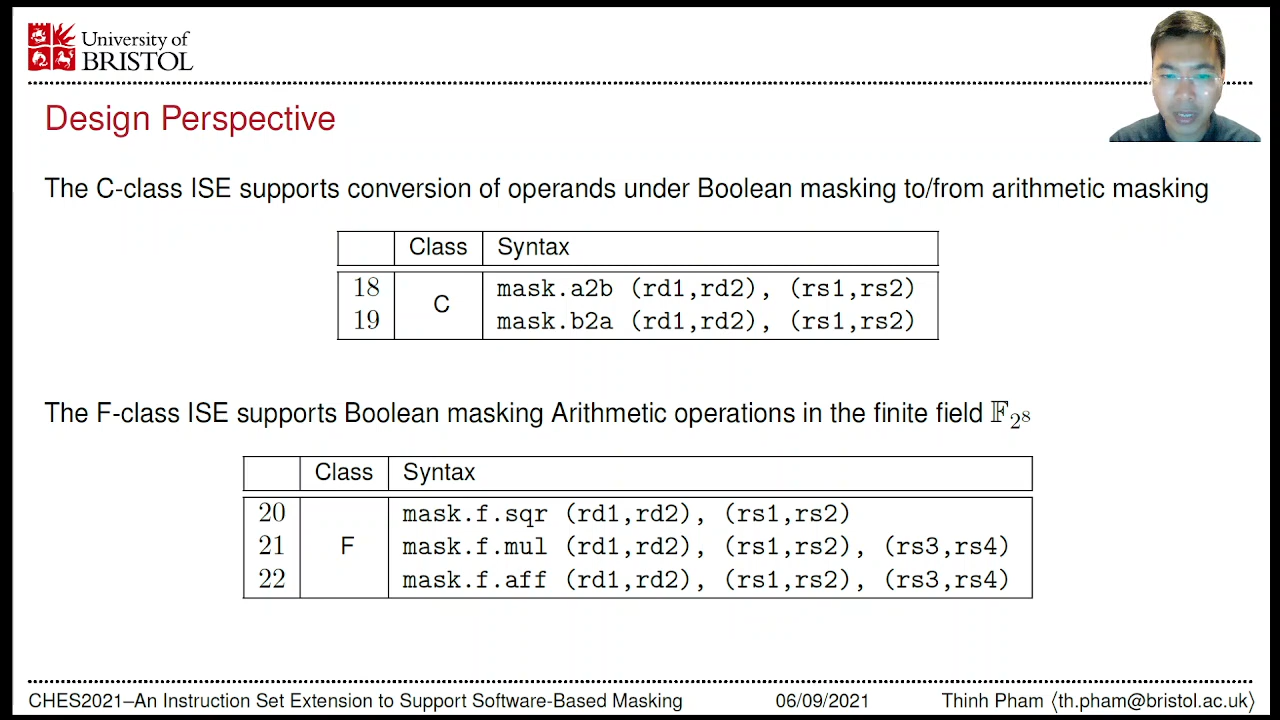 University of
BRISTOL
Design Perspective
The C-class ISE supports conversion of operands under Boolean masking to/from arithmetic masking
Class Syntax
18 mask.a2b (rd1,rd2), (rs1,rs2)
C
19 mask.b2a (rd1,rd2), (rs1,rs2)
The F-class ISE supports Boolean masking Arithmetic operations in the finite field 𝔽₂⁸
Class Syntax
20 mask.f.sqr (rd1,rd2), (rs1,rs2)
21 F mask.f.mul (rd1,rd2), (rs1,rs2), (rs3,rs4)
22 mask.f.aff (rd1,rd2), (rs1,rs2), (rs3,rs4)
CHES2021–An Instruction Set Extension to Support Software-Based Masking 06/09/2021 Thinh Pham ⟨th.pham@bristol.ac.uk⟩